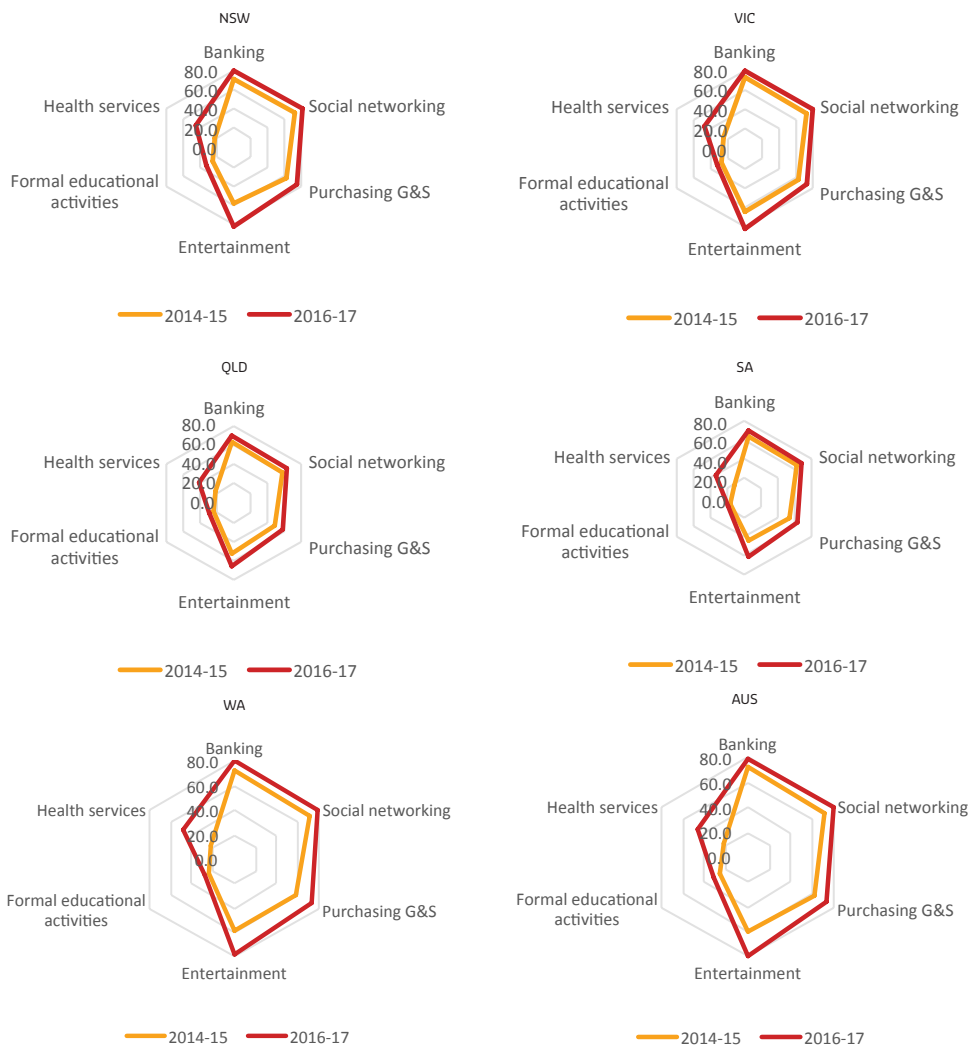 NSW
Banking
80.0
60.0
40.0
20.0
0.0
Health services
Social networking
Formal educational
activities
Purchasing G&S
Entertainment
2014-15 2016-17
VIC
Banking
80.0
60.0
40.0
20.0
0.0
Health services
Social networking
Formal educational
activities
Purchasing G&S
Entertainment
2014-15 2016-17
QLD
Banking
80.0
60.0
40.0
20.0
0.0
Health services
Social networking
Formal educational
activities
Purchasing G&S
Entertainment
2014-15 2016-17
SA
Banking
80.0
60.0
40.0
20.0
0.0
Health services
Social networking
Formal educational
activities
Purchasing G&S
Entertainment
2014-15 2016-17
WA
Banking
80.0
60.0
40.0
20.0
0.0
Health services
Social networking
Formal educational
activities
Purchasing G&S
Entertainment
2014-15 2016-17
AUS
Banking
80.0
60.0
40.0
20.0
0.0
Health services
Social networking
Formal educational
activities
Purchasing G&S
Entertainment
2014-15 2016-17